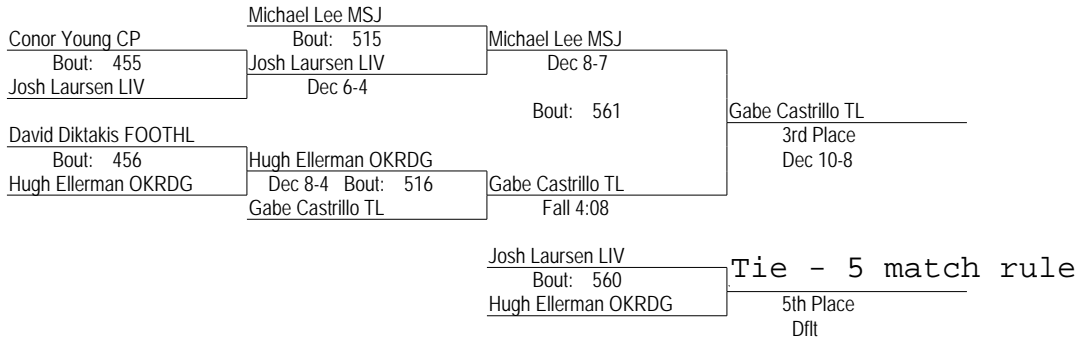 Michael Lee MSJ
Conor Young CP
Bout: 515
Michael Lee MSJ
Bout: 455
Josh Laursen LIV
Dec 8-7
Josh Laursen LIV
Dec 6-4
Bout: 561
Gabe Castrillo TL
David Diktakis FOOTHL
3rd Place
Bout: 456
Hugh Ellerman OKRDG
Dec 10-8
Hugh Ellerman OKRDG
Dec 8-4 Bout: 516
Gabe Castrillo TL
Gabe Castrillo TL
Fall 4:08
Josh Laursen LIV
Tie - 5 match rule
Bout: 560
Hugh Ellerman OKRDG
5th Place
Dflt